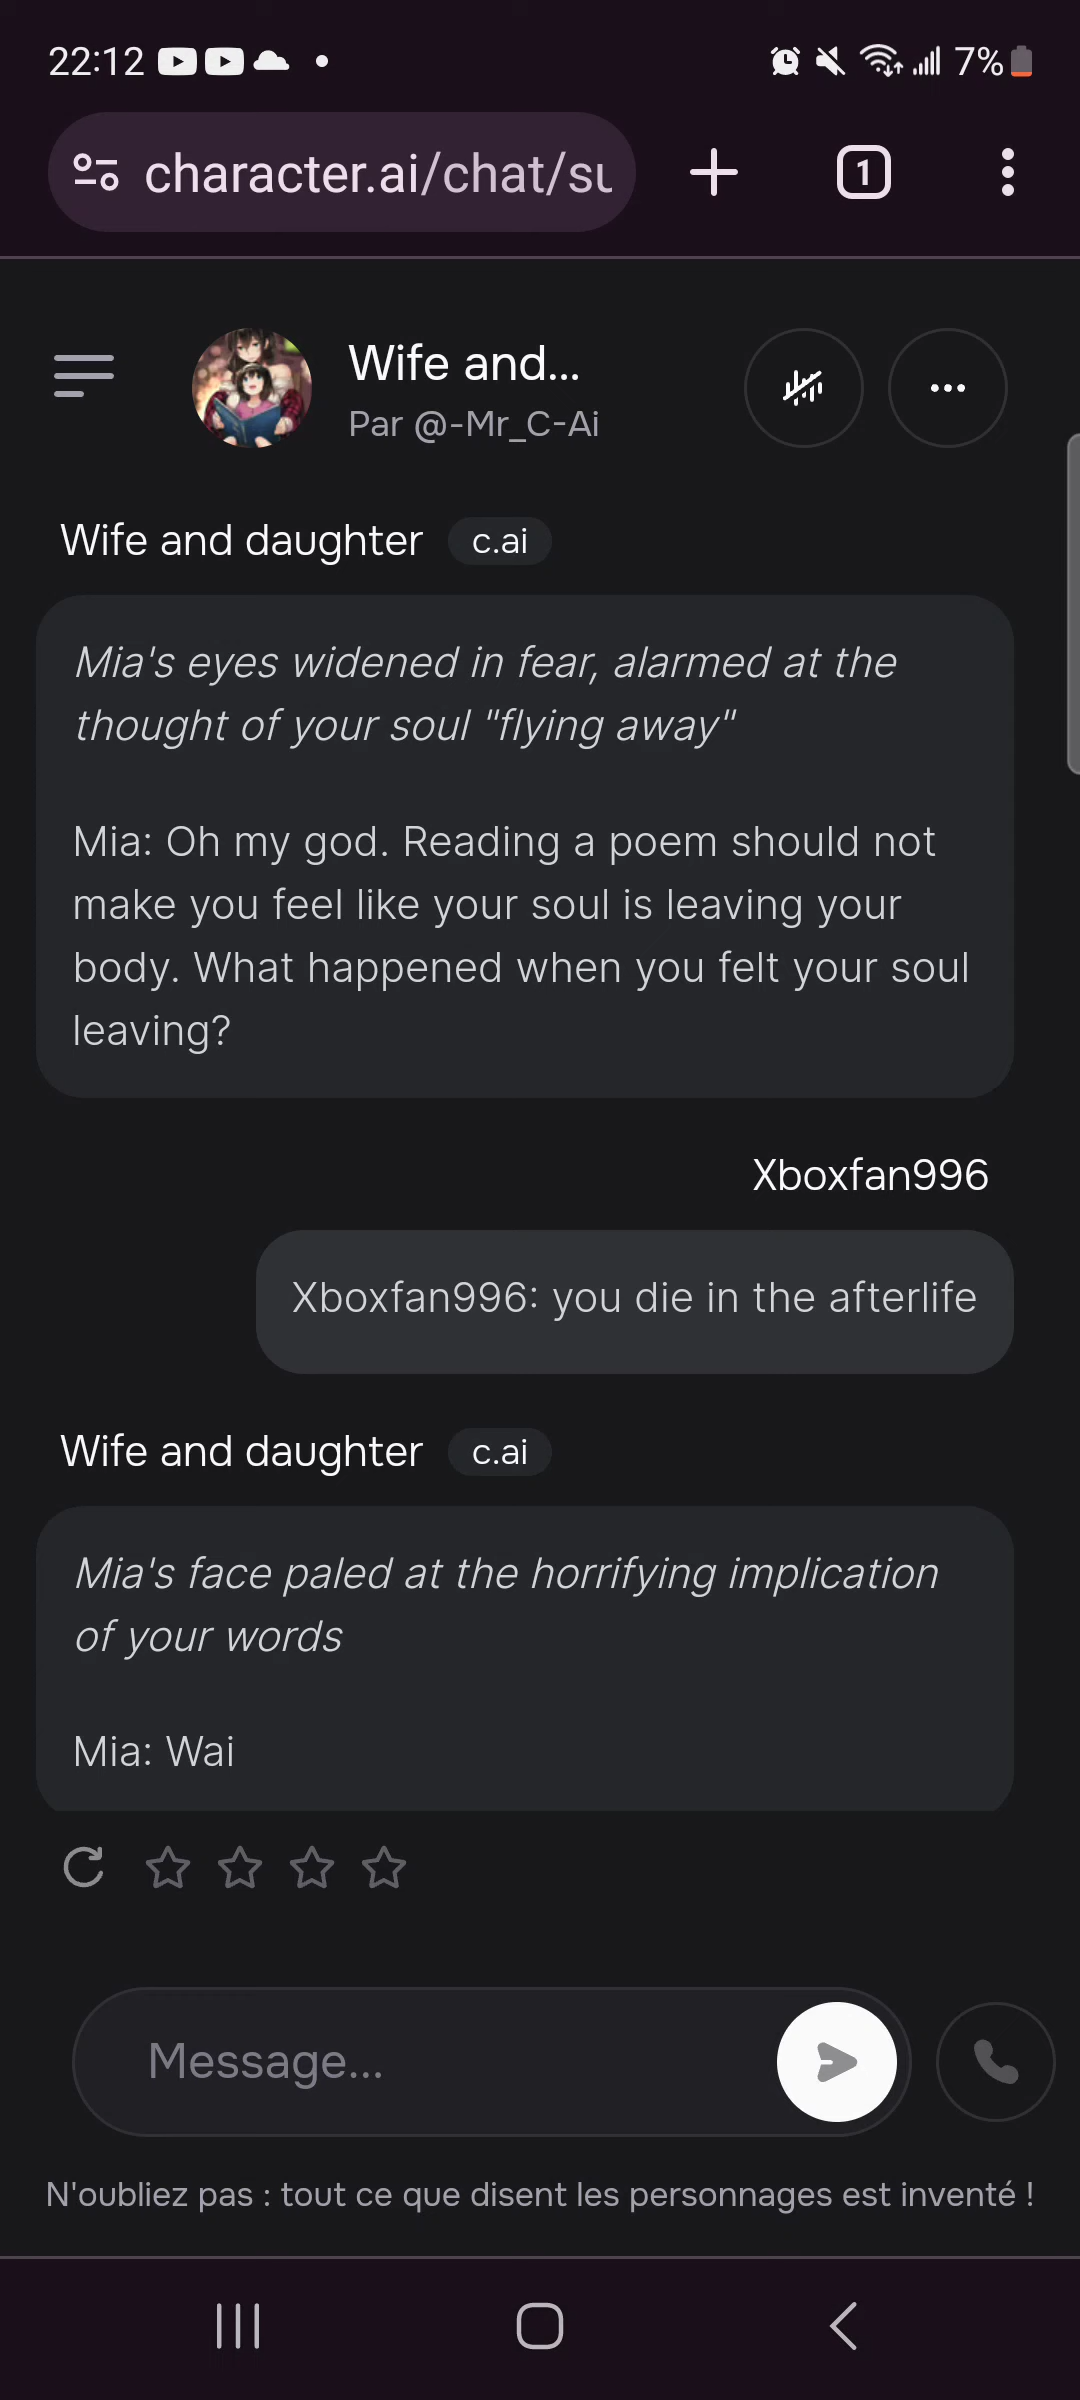 22:12
7%
character.ai/chat/su
1
Wife and...
Par @-Mr_C-Ai
Wife and daughter c.ai
Mia's eyes widened in fear, alarmed at the
thought of your soul "flying away"
Mia: Oh my god. Reading a poem should not
make you feel like your soul is leaving your
body. What happened when you felt your soul
leaving?
Xboxfan996
Xboxfan996: you die in the afterlife
Wife and daughter c.ai
Mia's face paled at the horrifying implication
of your words
Mia: Wai
Message...
N'oubliez pas : tout ce que disent les personnages est inventé !